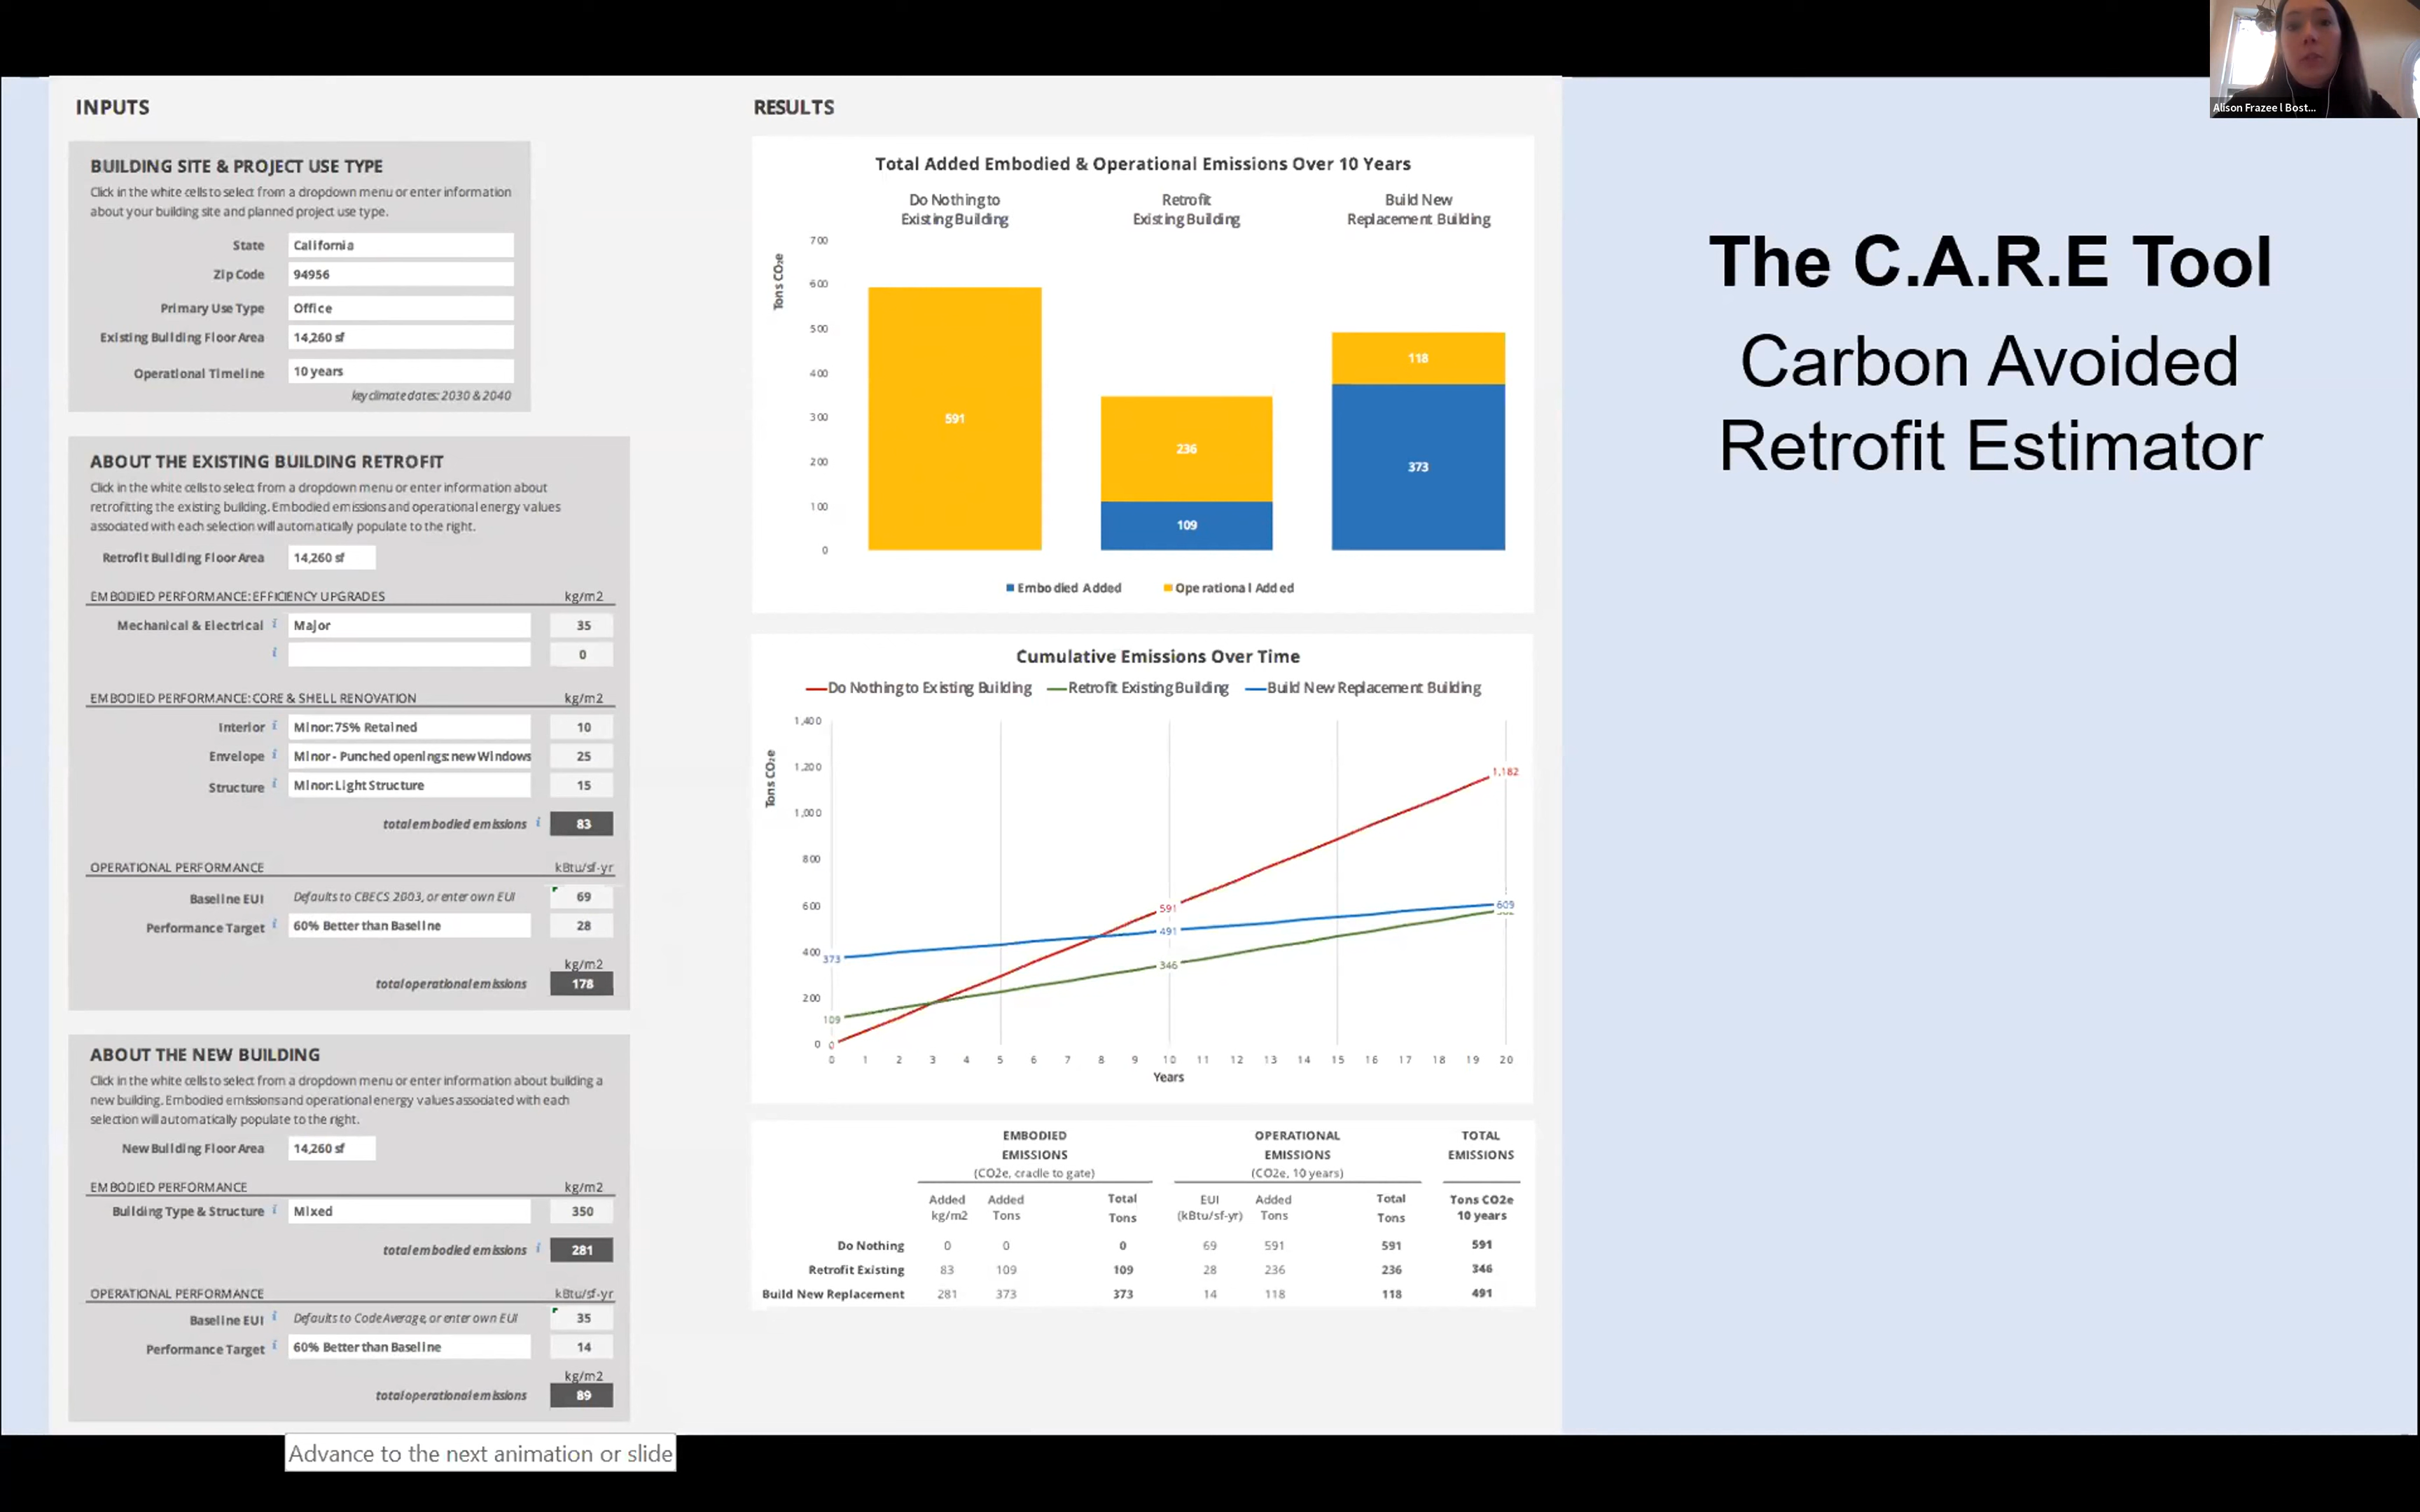 Alison Frazee l Bost...
INPUTS
BUILDING SITE & PROJECT USE TYPE
Click in the white cells to select from a dropdown menu or enter information
about your building site and planned project use type.
State California
Zip Code 94956
Primary Use Type Office
Existing Building Floor Area 14,260 sf
Operational Timeline 10 years
key climate dates: 2030 & 2040
ABOUT THE EXISTING BUILDING RETROFIT
Click in the white cells to select from a dropdown menu or enter information about
retrofitting the existing building. Embodied emissions and operational energy values
associated with each selection will automatically populate to the right.
Retrofit Building Floor Area 14,260 sf
EMBODIED PERFORMANCE: EFFICIENCY UPGRADES kg/m2
Mechanical & Electrical i Major 35
i 0
EMBODIED PERFORMANCE: CORE & SHELL RENOVATION kg/m2
Interior i Minor: 75% Retained 10
Envelope i Minor - Punched openings: new Windows 25
Structure i Minor: Light Structure 15
total embodied emissions i 83
OPERATIONAL PERFORMANCE kBtu/sf-yr
Baseline EUI Defaults to CBECS 2003, or enter own EUI 69
Performance Target i 60% Better than Baseline 28
kg/m2
total operational emissions 178
ABOUT THE NEW BUILDING
Click in the white cells to select from a dropdown menu or enter information about building a
new building. Embodied emissions and operational energy values associated with each
selection will automatically populate to the right.
New Building Floor Area 14,260 sf
EMBODIED PERFORMANCE kg/m2
Building Type & Structure i Mixed 350
total embodied emissions i 281
OPERATIONAL PERFORMANCE kBtu/sf-yr
Baseline EUI i Defaults to Code Average, or enter own EUI 35
Performance Target i 60% Better than Baseline 14
kg/m2
total operational emissions 89
RESULTS
Total Added Embodied & Operational Emissions Over 10 Years
Do Nothing to
Existing Building
Retrofit
Existing Building
Build New
Replacement Building
Tons CO2e
700
600
500
400
300
200
100
0
591
236
109
118
373
Embodied Added Operational Added
Cumulative Emissions Over Time
Do Nothing to Existing Building Retrofit Existing Building Build New Replacement Building
Tons CO2e
1,400
1,200
1,000
800
600
400
200
0
373
109
0
591
491
346
1,182
609
0 1 2 3 4 5 6 7 8 9 10 11 12 13 14 15 16 17 18 19 20
Years
EMBODIED OPERATIONAL TOTAL
EMISSIONS EMISSIONS EMISSIONS
(CO2e, cradle to gate) (CO2e, 10 years)
Added Added Total EUI Added Total Tons CO2e
kg/m2 Tons Tons (kBtu/sf-yr) Tons Tons 10 years
Do Nothing 0 0 0 69 591 591 591
Retrofit Existing 83 109 109 28 236 236 346
Build New Replacement 281 373 373 14 118 118 491
The C.A.R.E Tool
Carbon Avoided
Retrofit Estimator
Advance to the next animation or slide